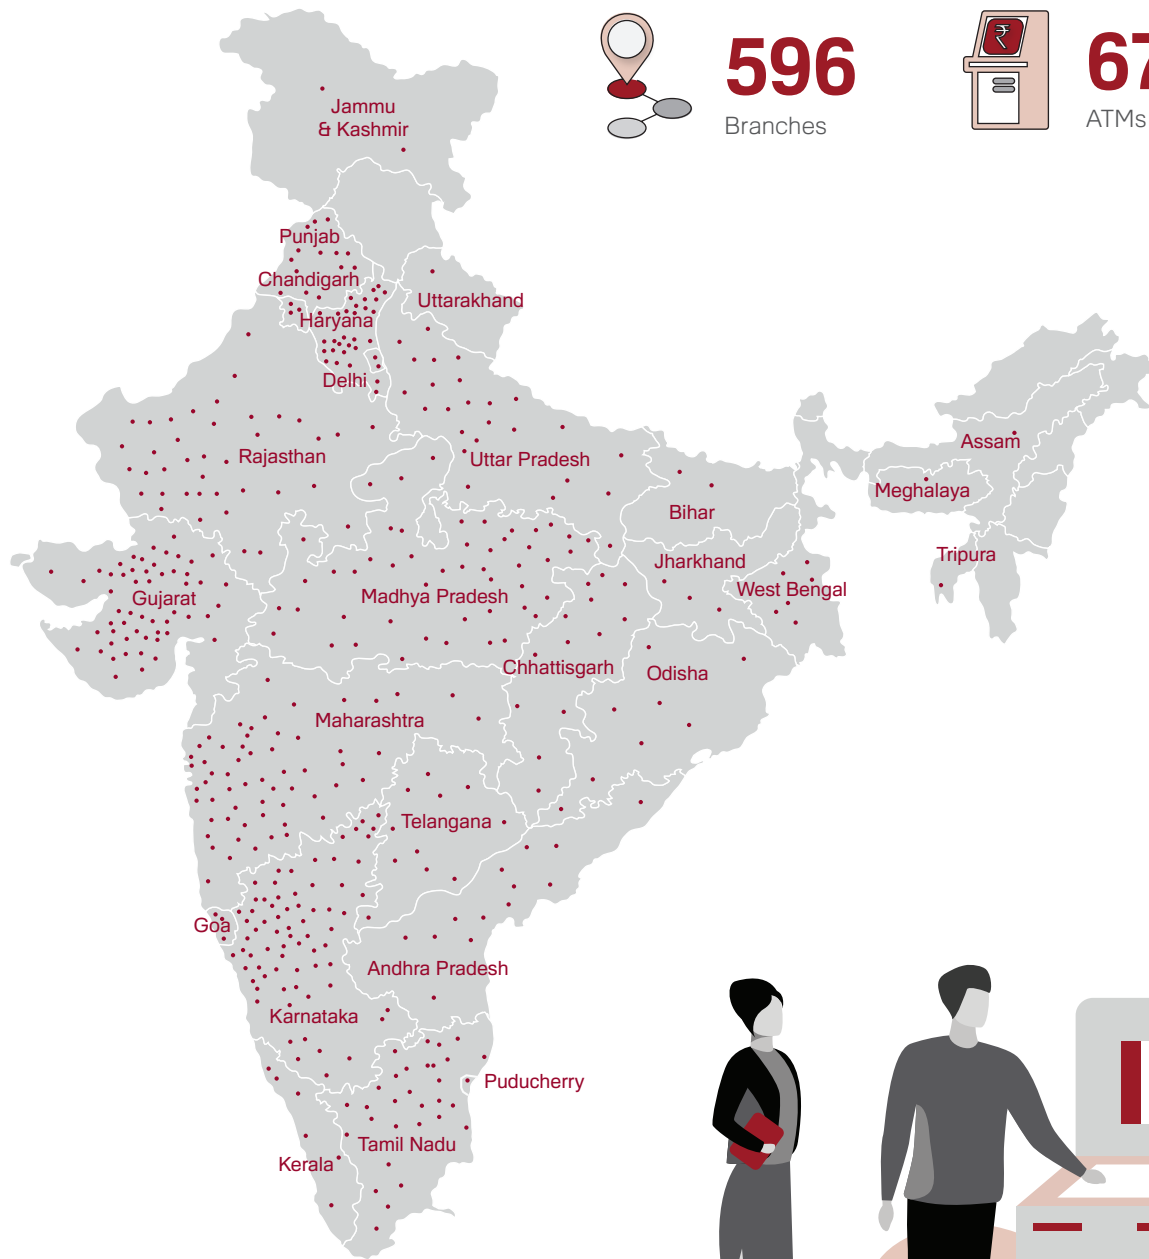 596
Branches
ATMs
Jammu
& Kashmir
Punjab
Chandigarh
Uttarakhand
Haryana
Delhi
Rajasthan
Uttar Pradesh
Assam
Meghalaya
Bihar
Tripura
Jharkhand
West Bengal
Gujarat
Madhya Pradesh
Chhattisgarh
Odisha
Maharashtra
Telangana
Goa
Andhra Pradesh
Karnataka
Puducherry
Tamil Nadu
Kerala